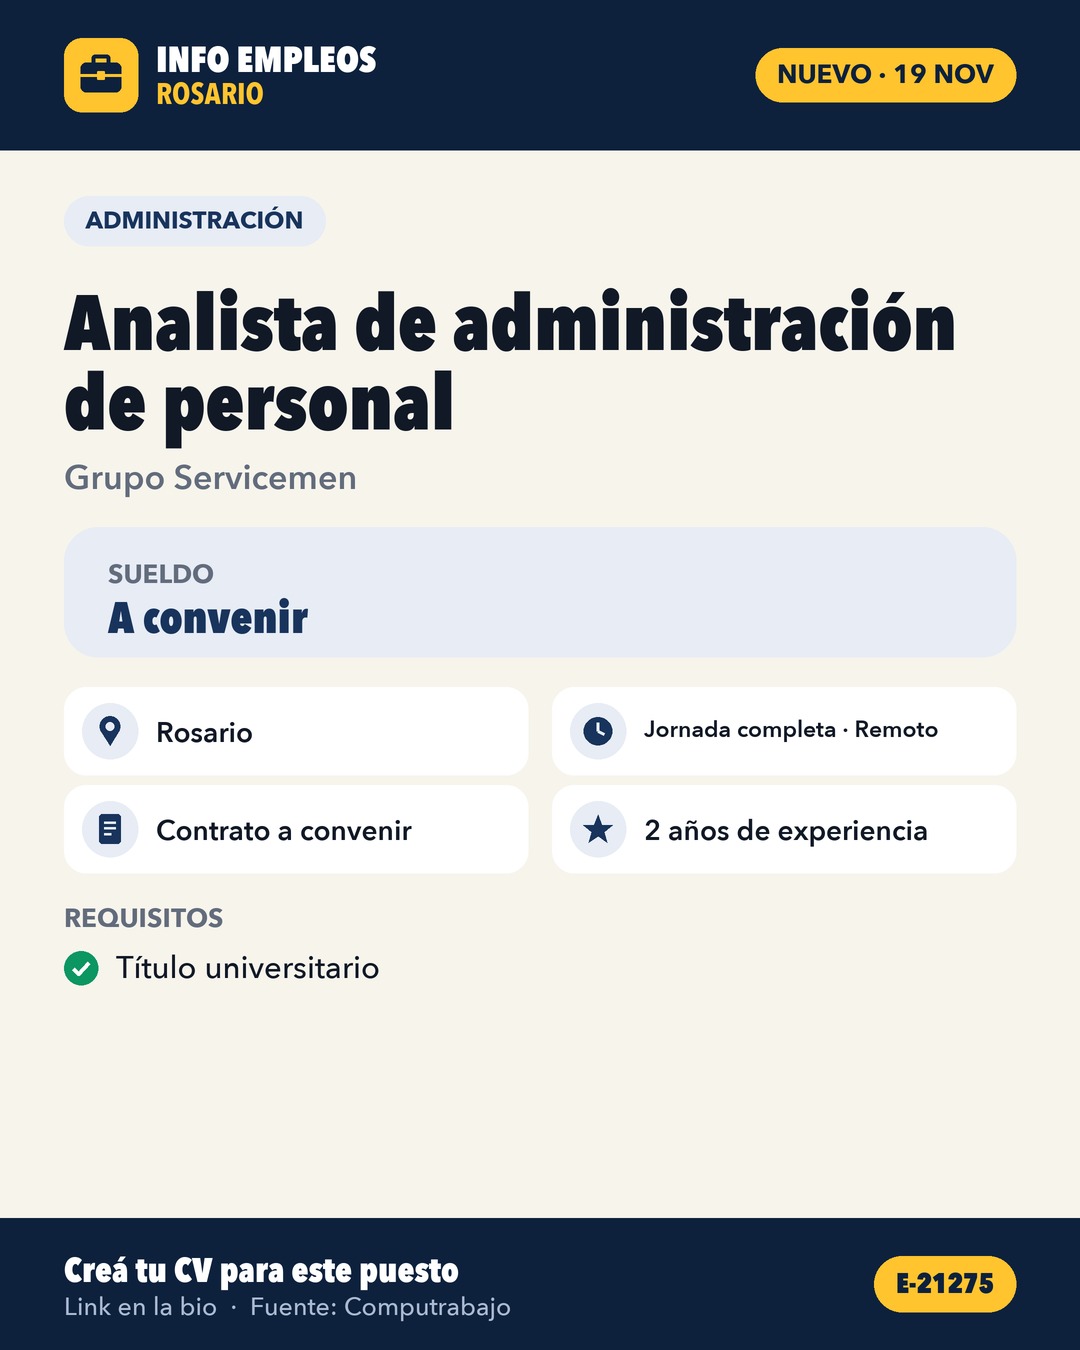 INFO EMPLEOS
ROSARIO
NUEVO · 19 NOV
ADMINISTRACIÓN
Analista de administración
de personal
Grupo Servicemen
SUELDO
A convenir
Rosario
Jornada completa · Remoto
Contrato a convenir
2 años de experiencia
REQUISITOS
Título universitario
Creá tu CV para este puesto
Link en la bio · Fuente: Computrabajo
E-21275